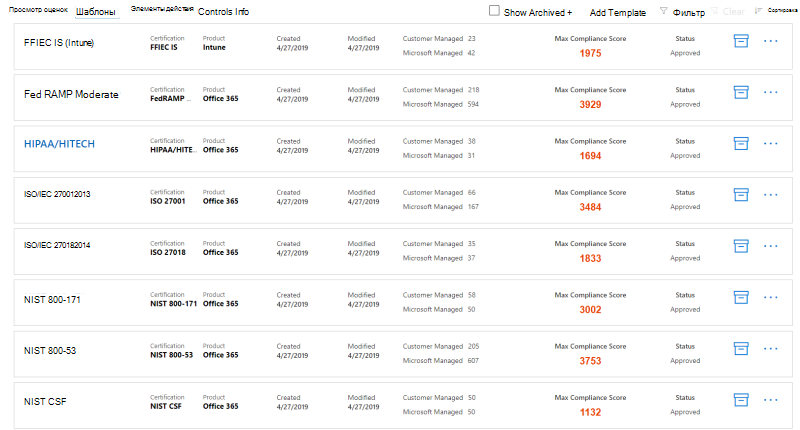 Просмотр оценок Шаблоны Элементы действия Controls Info Show Archived + Add Template Фильтр Clear Сортировка
FFIEC IS (Intune) Certification Product Created Modified Customer Managed 23 Max Compliance Score Status
FFIEC IS Intune 4/27/2019 4/27/2019 Microsoft Managed 42 1975 Approved
Fed RAMP Moderate Certification Product Created Modified Customer Managed 218 Max Compliance Score Status
FedRAMP ... Office 365 4/27/2019 4/27/2019 Microsoft Managed 594 3929 Approved
HIPAA/HITECH Certification Product Created Modified Customer Managed 38 Max Compliance Score Status
HIPAA/HITE... Office 365 4/27/2019 4/27/2019 Microsoft Managed 31 1694 Approved
ISO/IEC 270012013 Certification Product Created Modified Customer Managed 66 Max Compliance Score Status
ISO 27001 Office 365 4/27/2019 4/27/2019 Microsoft Managed 167 3484 Approved
ISO/IEC 270182014 Certification Product Created Modified Customer Managed 35 Max Compliance Score Status
ISO 27018 Office 365 4/27/2019 4/27/2019 Microsoft Managed 37 1833 Approved
NIST 800-171 Certification Product Created Modified Customer Managed 58 Max Compliance Score Status
NIST 800-171 Office 365 4/27/2019 4/27/2019 Microsoft Managed 50 3002 Approved
NIST 800-53 Certification Product Created Modified Customer Managed 205 Max Compliance Score Status
NIST 800-53 Office 365 4/27/2019 4/27/2019 Microsoft Managed 607 3753 Approved
NIST CSF Certification Product Created Modified Customer Managed 50 Max Compliance Score Status
NIST CSF Office 365 4/27/2019 4/27/2019 Microsoft Managed 50 1132 Approved